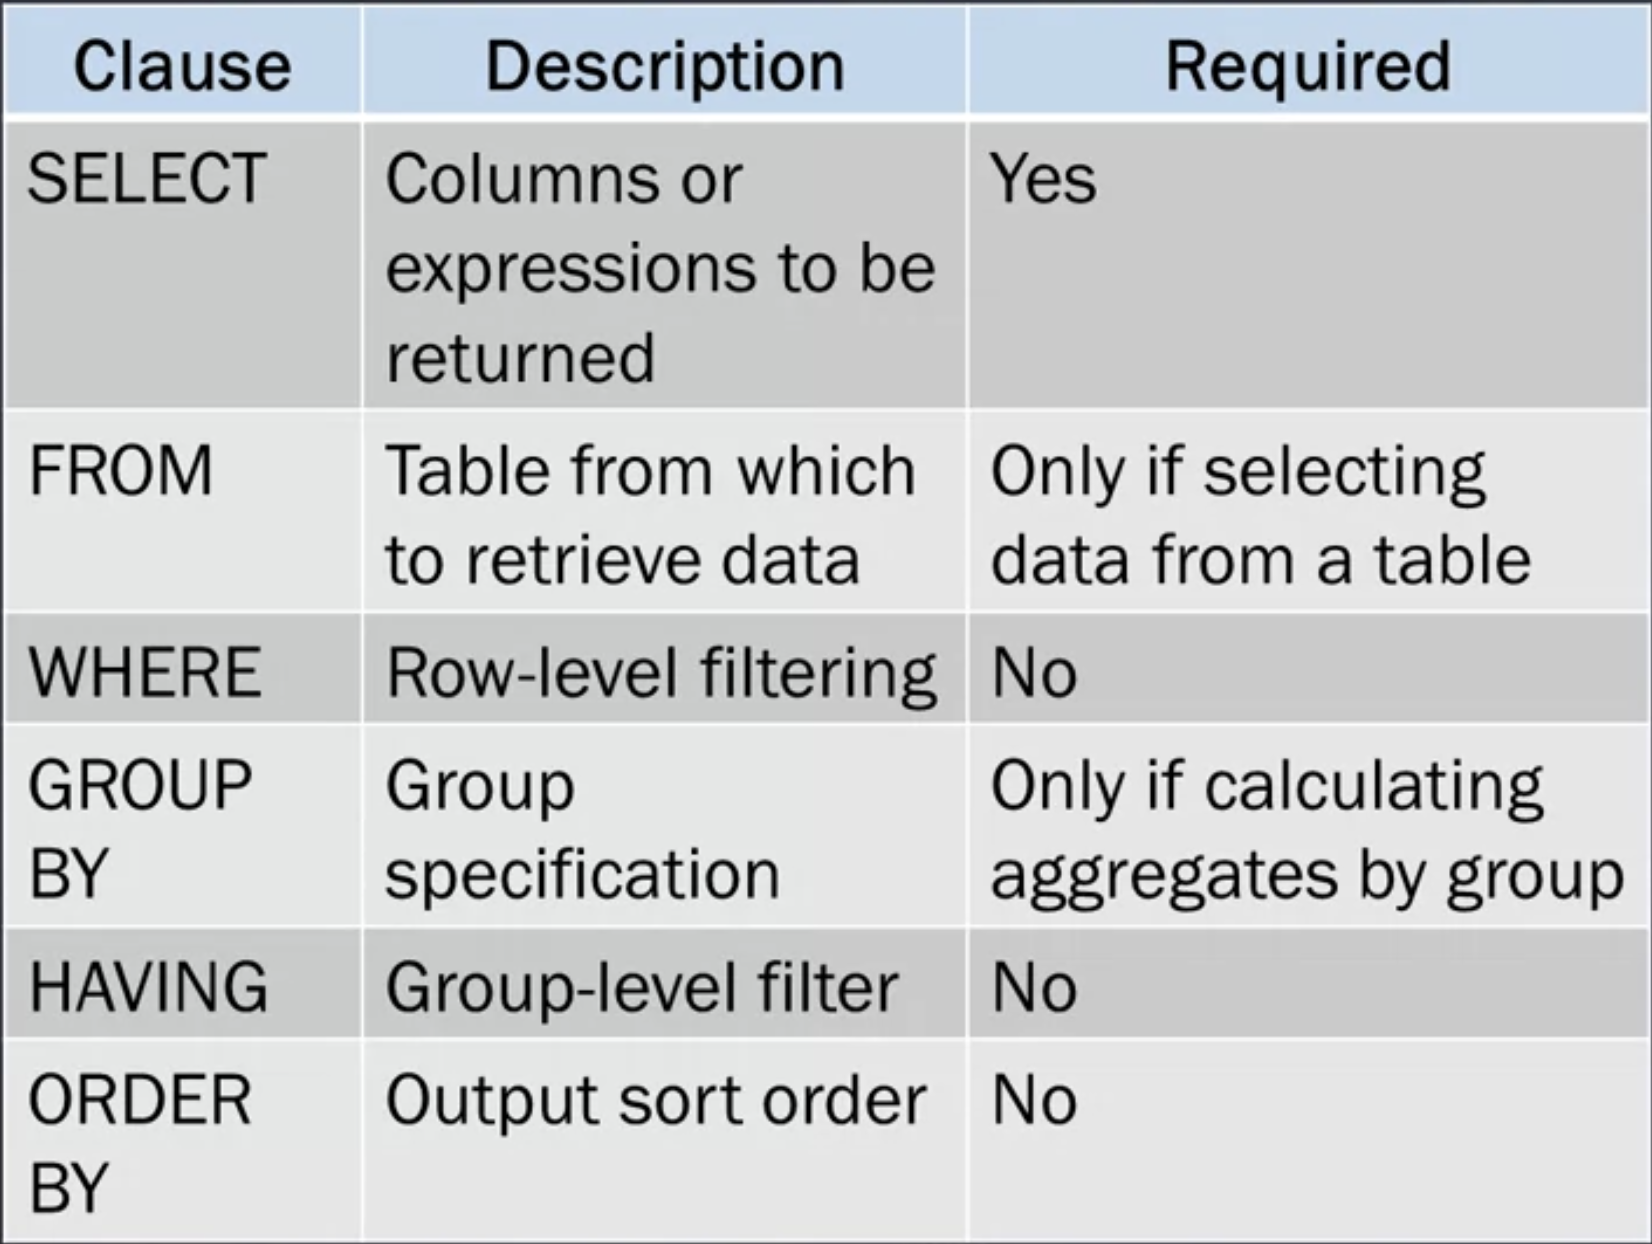 Clause Description Required
SELECT Columns or Yes
expressions to be
returned
FROM Table from which Only if selecting
to retrieve data data from a table
WHERE Row-level filtering No
GROUP Group Only if calculating
BY specification aggregates by group
HAVING Group-level filter No
ORDER Output sort order No
BY